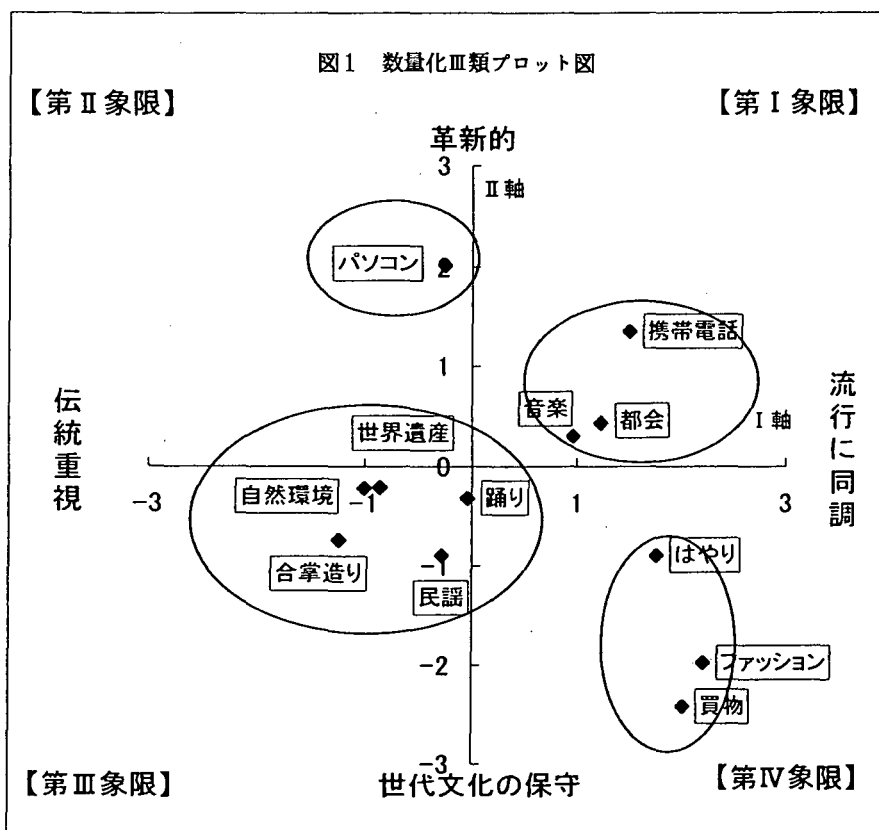 図1 数量化Ⅲ類プロット図
【第Ⅱ象限】
【第Ⅰ象限】
革新的
3
Ⅱ軸
パソコン
2
携帯電話
1
音楽
都会
Ⅰ軸
伝統重視
世界遺産
流行に同調
0
-3
-1
1
3
自然環境
踊り
合掌造り
-1
はやり
民謡
-2
ファッション
買物
-3
【第Ⅲ象限】
世代文化の保守
【第Ⅳ象限】